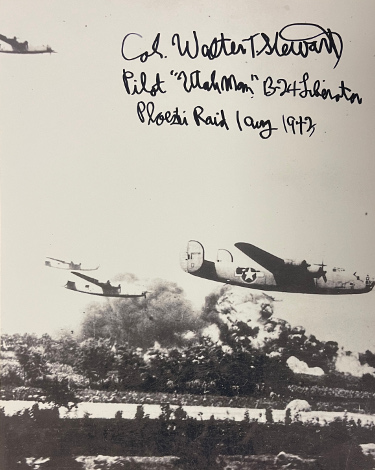 Col. Walter T. Stewart
Pilot "Utah Man" B-24 Liberator
Ploesti Raid 1 aug 1943